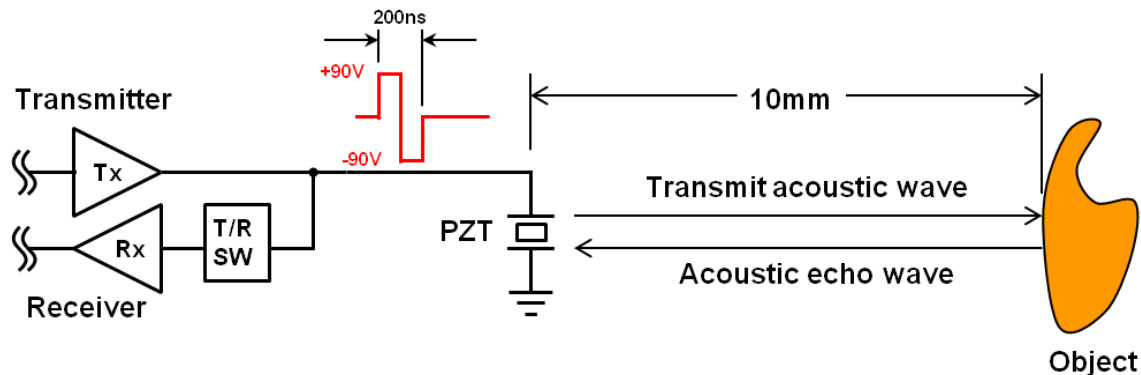 200ns
+90V
-90V
Transmitter
Tx
Rx
T/R
SW
Receiver
PZT
10mm
Transmit acoustic wave
Acoustic echo wave
Object